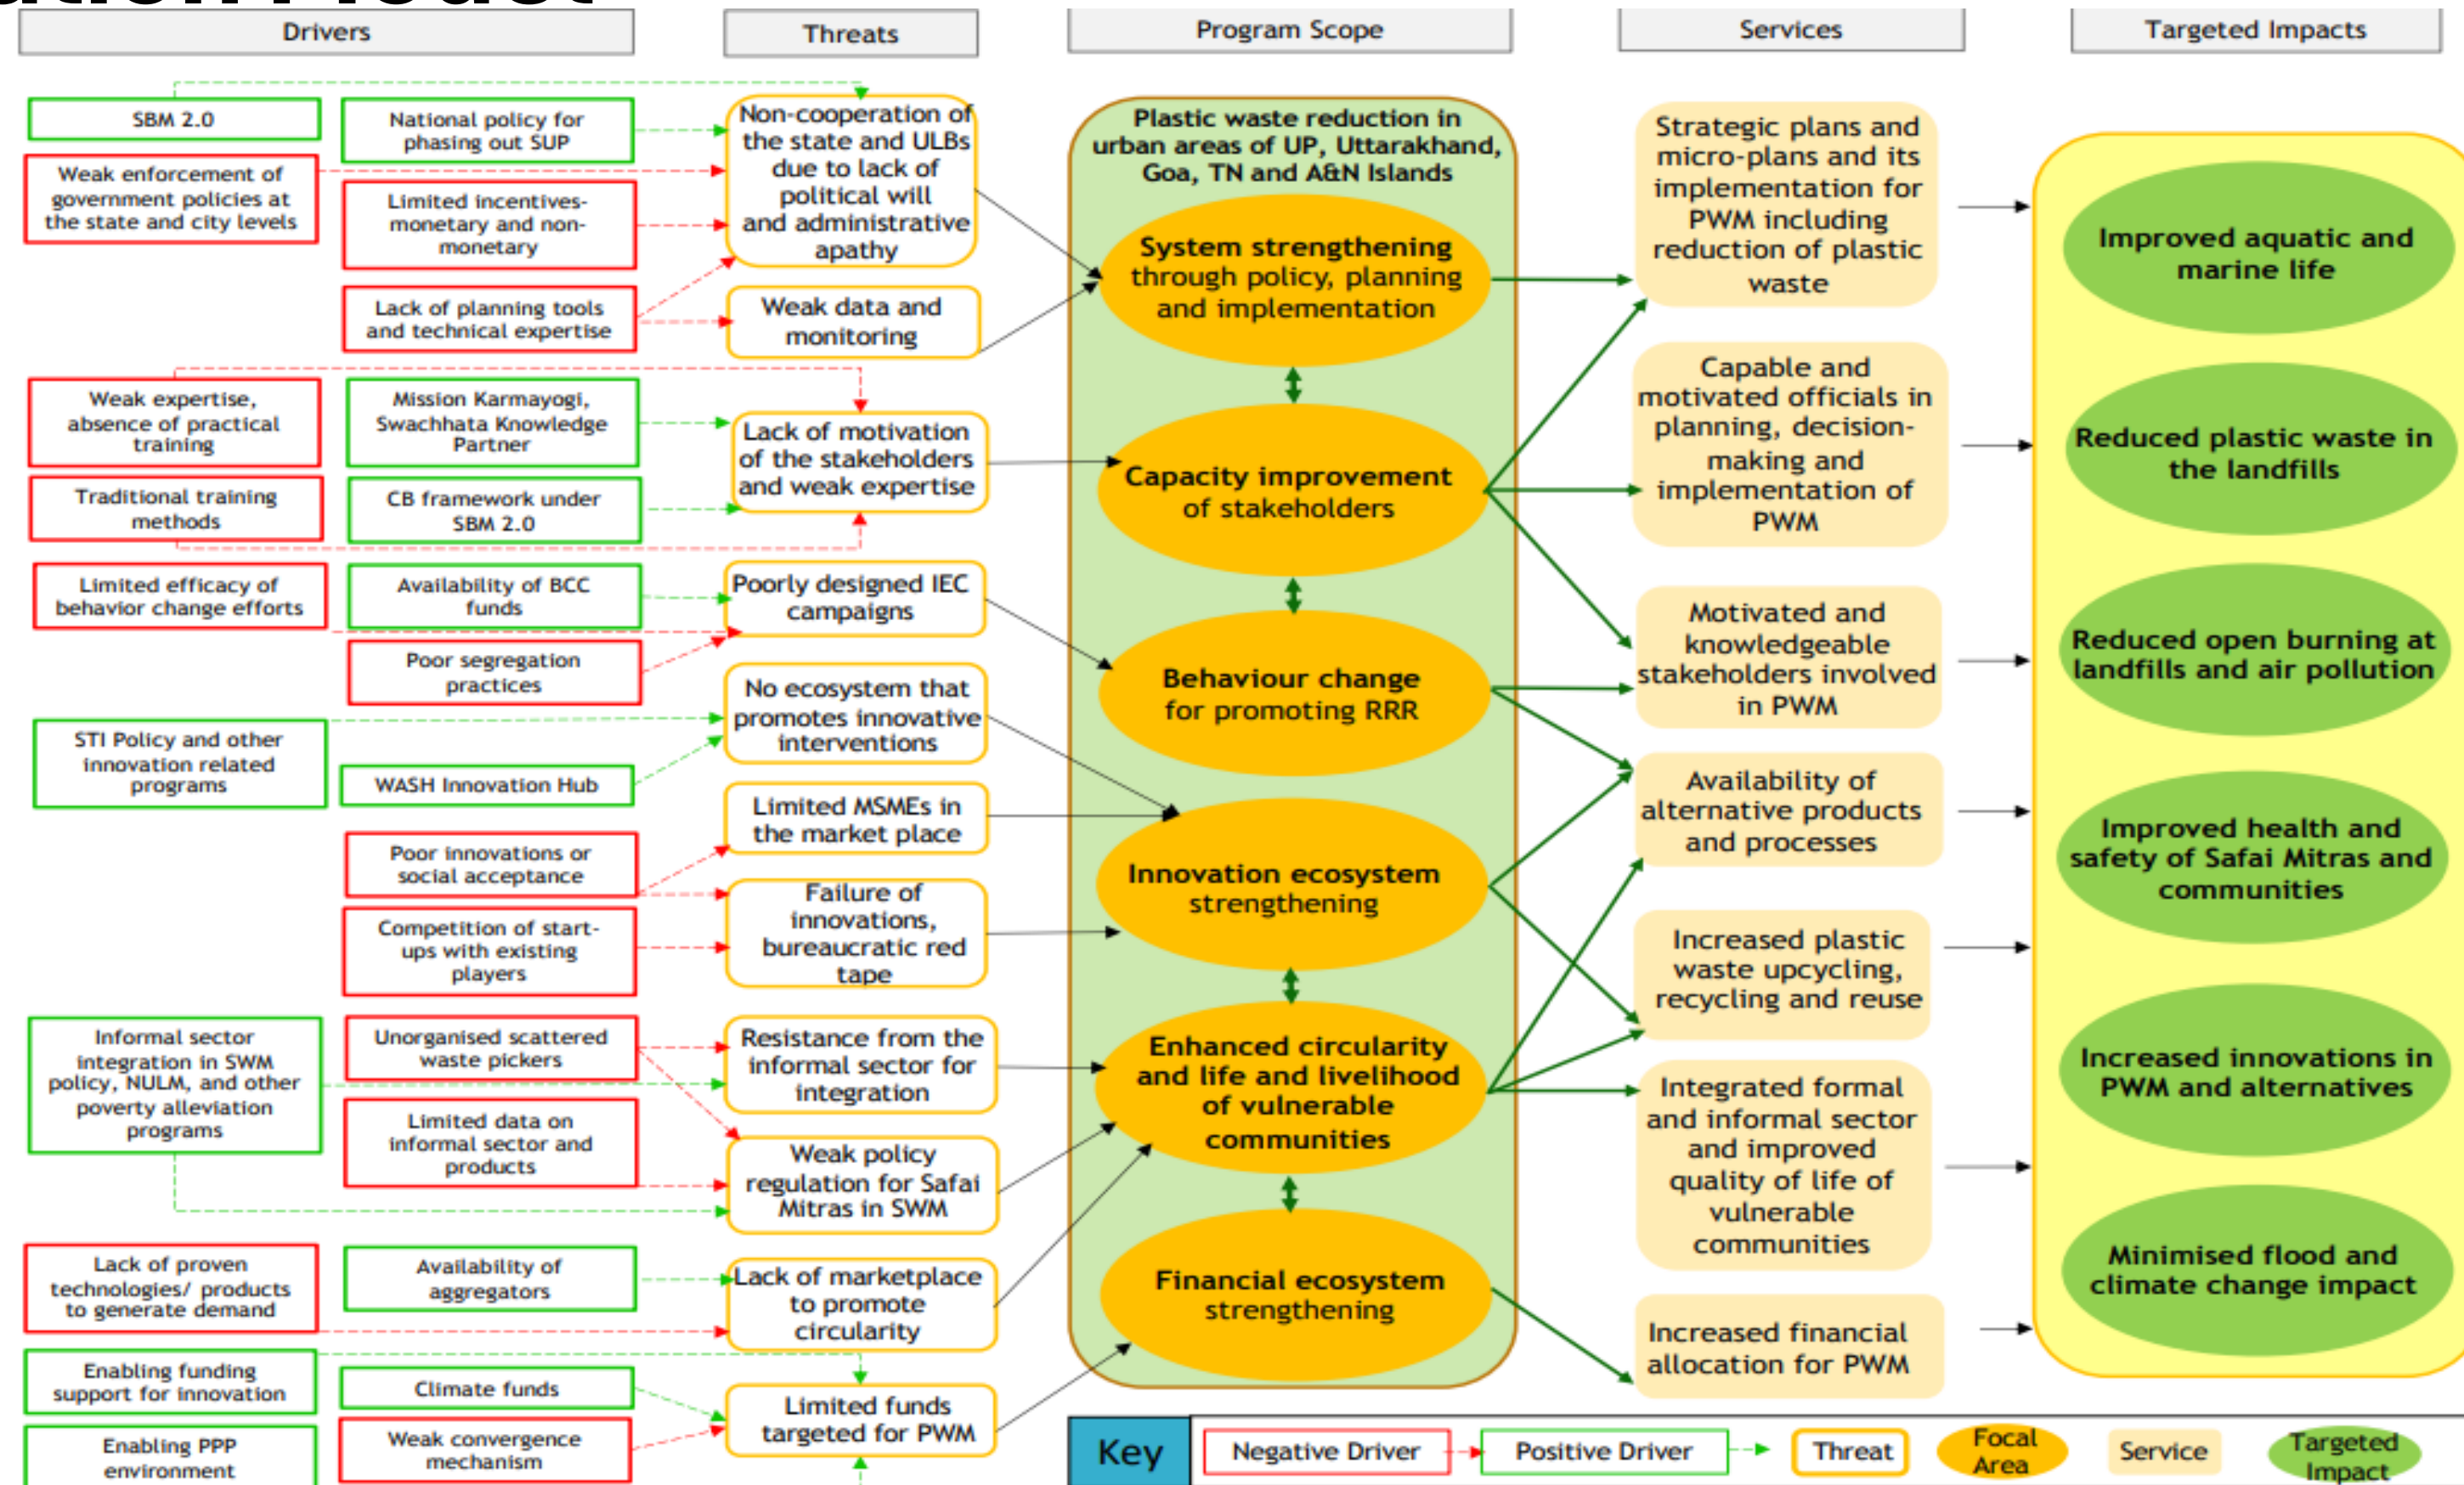 Drivers
Threats
Program Scope
Services
Targeted Impacts
SBM 2.0
National policy for
phasing out SUP
Weak enforcement of
government policies at
the state and city levels
Limited incentives-
monetary and non-
monetary
Lack of planning tools
and technical expertise
Weak expertise,
absence of practical
training
Mission Karmayogi,
Swachhata Knowledge
Partner
Traditional training
methods
CB framework under
SBM 2.0
Limited efficacy of
behavior change efforts
Availability of BCC
funds
Poor segregation
practices
STI Policy and other
innovation related
programs
WASH Innovation Hub
Poor innovations or
social acceptance
Competition of start-
ups with existing
players
Informal sector
integration in SWM
policy, NULM, and other
poverty alleviation
programs
Unorganised scattered
waste pickers
Limited data on
informal sector and
products
Lack of proven
technologies/ products
to generate demand
Availability of
aggregators
Enabling funding
support for innovation
Climate funds
Enabling PPP
environment
Weak convergence
mechanism
Non-cooperation of
the state and ULBs
due to lack of
political will
and administrative
apathy
Weak data and
monitoring
Lack of motivation
of the stakeholders
and weak expertise
Poorly designed IEC
campaigns
No ecosystem that
promotes innovative
interventions
Limited MSMEs in
the market place
Failure of
innovations,
bureaucratic red
tape
Resistance from the
informal sector for
integration
Weak policy
regulation for Safai
Mitras in SWM
Lack of marketplace
to promote
circularity
Limited funds
targeted for PWM
Plastic waste reduction in
urban areas of UP, Uttarakhand,
Goa, TN and A&N Islands
System strengthening
through policy, planning
and implementation
Capacity improvement
of stakeholders
Behaviour change
for promoting RRR
Innovation ecosystem
strengthening
Enhanced circularity
and life and livelihood
of vulnerable
communities
Financial ecosystem
strengthening
Strategic plans and
micro-plans and its
implementation for
PWM including
reduction of plastic
waste
Capable and
motivated officials in
planning, decision-
making and
implementation of
PWM
Motivated and
knowledgeable
stakeholders involved
in PWM
Availability of
alternative products
and processes
Increased plastic
waste upcycling,
recycling and reuse
Integrated formal
and informal sector
and improved
quality of life of
vulnerable
communities
Increased financial
allocation for PWM
Improved aquatic and
marine life
Reduced plastic waste in
the landfills
Reduced open burning at
landfills and air pollution
Improved health and
safety of Safai Mitras and
communities
Increased innovations in
PWM and alternatives
Minimised flood and
climate change impact
Key
Negative Driver
Positive Driver
Threat
Focal
Area
Service
Targeted
Impact